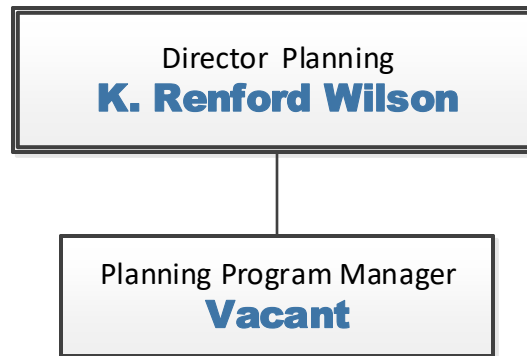 Director Planning
K. Renford Wilson
Planning Program Manager
Vacant